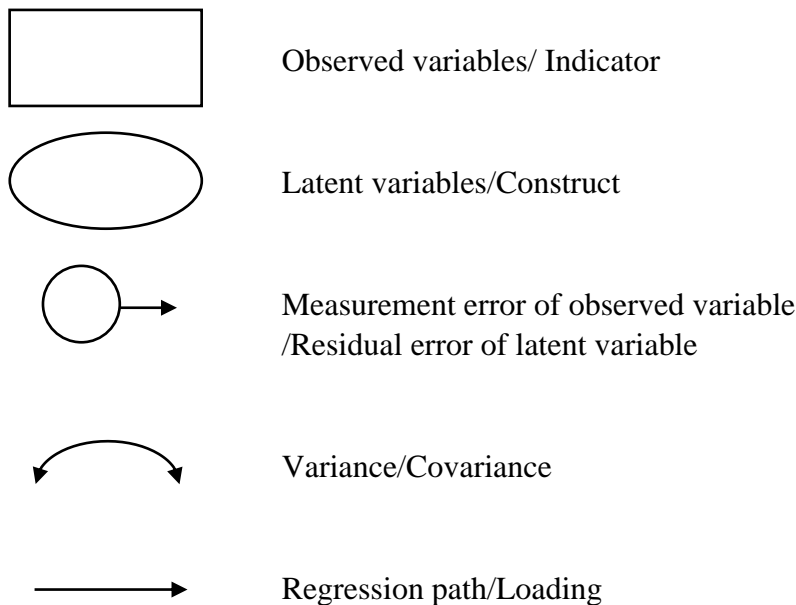 Observed variables/ Indicator
Latent variables/Construct
Measurement error of observed variable
/Residual error of latent variable
Variance/Covariance
Regression path/Loading